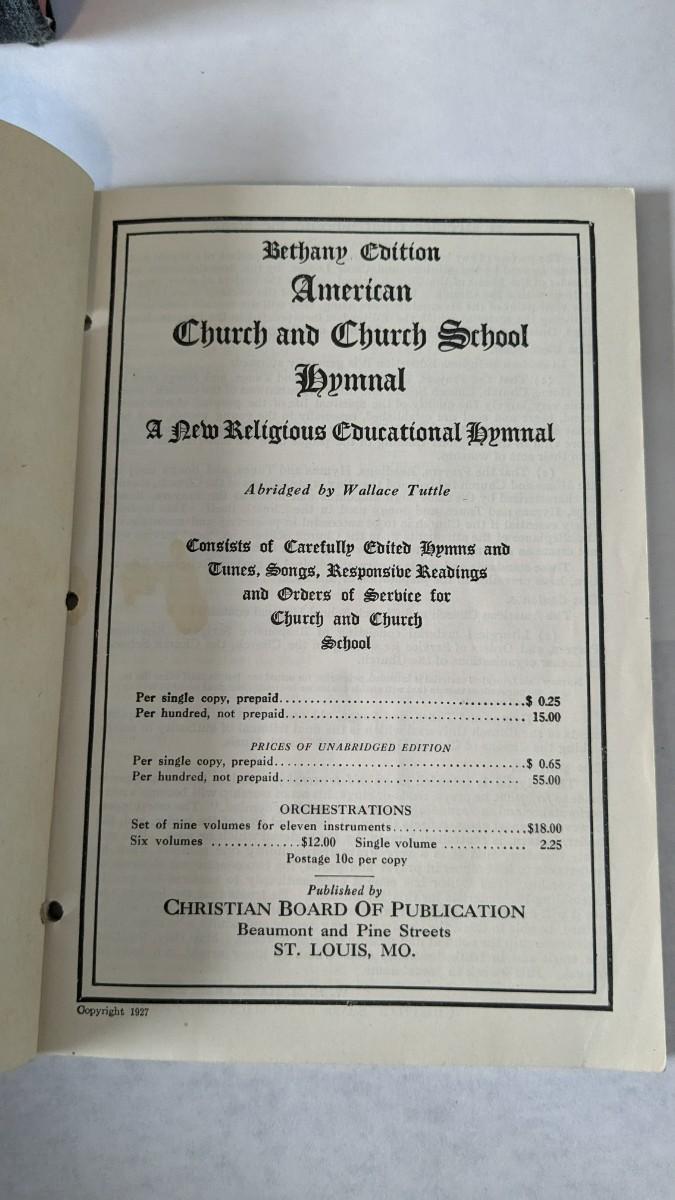 Bethany Edition
American
Church and Church School
Hymnal
A New Religious Educational Hymnal
Abridged by Wallace Tuttle
Consists of Carefully Edited Hymns and
Tunes, Songs, Responsive Readings
and Orders of Service for
Church and Church
School
Per single copy, prepaid..........................................$ 0.25
Per hundred, not prepaid......................................... 15.00
PRICES OF UNABRIDGED EDITION
Per single copy, prepaid...........................................$ 0.65
Per hundred, not prepaid......................................... 55.00
ORCHESTRATIONS
Set of nine volumes for eleven instruments.......................$18.00
Six volumes ..............$12.00 Single volume ............. 2.25
Postage 10c per copy
Published by
CHRISTIAN BOARD OF PUBLICATION
Beaumont and Pine Streets
ST. LOUIS, MO.
Copyright 1927